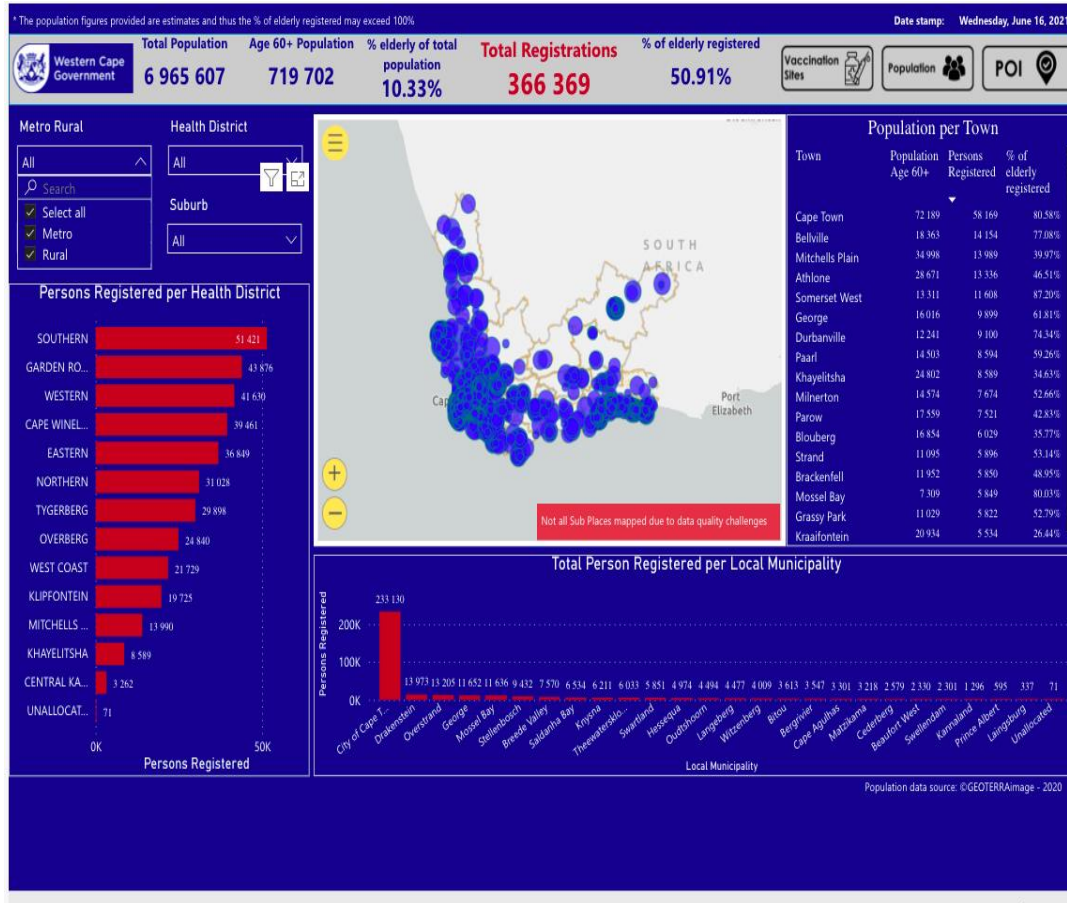 * The population figures provided are estimates and thus the % of elderly registered may exceed 100%
Date stamp: Wednesday, June 16, 2021
Western Cape
Government
Total Population
6 965 607
Age 60+ Population
719 702
% elderly of total
population
10.33%
Total Registrations
366 369
% of elderly registered
50.91%
Vaccination
Sites
Population
POI
Metro Rural
All
Search
Select all
Metro
Rural
Health District
All
Suburb
All
Persons Registered per Health District
SOUTHERN 51 421
GARDEN RO... 43 876
WESTERN 41 630
CAPE WINEL... 39 461
EASTERN 36 849
NORTHERN 31 028
TYGERBERG 29 898
OVERBERG 24 840
WEST COAST 21 729
KLIPFONTEIN 19 725
MITCHELLS ... 13 990
KHAYELITSHA 8 589
CENTRAL KA... 3 262
UNALLOCAT... 71
0K 50K
Persons Registered
SOUTH
AFRICA
Cap
Port
Elizabeth
Not all Sub Places mapped due to data quality challenges
Population per Town
Town Population Age 60+ Persons Registered % of elderly registered
Cape Town 72 189 58 169 80.58%
Bellville 18 363 14 154 77.08%
Mitchells Plain 34 998 13 989 39.97%
Athlone 28 671 13 336 46.51%
Somerset West 13 311 11 608 87.20%
George 16 016 9 899 61.81%
Durbanville 12 241 9 100 74.34%
Paarl 14 503 8 594 59.26%
Khayelitsha 24 802 8 589 34.63%
Milnerton 14 574 7 674 52.66%
Parow 17 559 7 521 42.83%
Blouberg 16 854 6 029 35.77%
Strand 11 095 5 896 53.14%
Brackenfell 11 952 5 850 48.95%
Mossel Bay 7 309 5 849 80.03%
Grassy Park 11 029 5 822 52.79%
Kraaifontein 20 934 5 534 26.44%
Total Person Registered per Local Municipality
Persons Registered
200K
100K
0K
233 130 13 973 13 205 11 652 11 636 9 432 7 570 6 534 6 211 6 033 5 851 4 974 4 494 4 477 4 009 3 613 3 547 3 301 3 218 2 579 2 330 2 301 1 296 595 337 71
City of Cape T... Drakenstein Overstrand George Mossel Bay Stellenbosch Breede Valley Saldanha Bay Knysna Theewaterskl... Swartland Hessequa Oudtshoorn Langeberg Witzenberg Bitou Bergrivier Cape Agulhas Matzikama Cederberg Beaufort West Swellendam Kannaland Prince Albert Laingsburg Unallocated
Local Municipality
Population data source: ©GEOTERRAimage - 2020